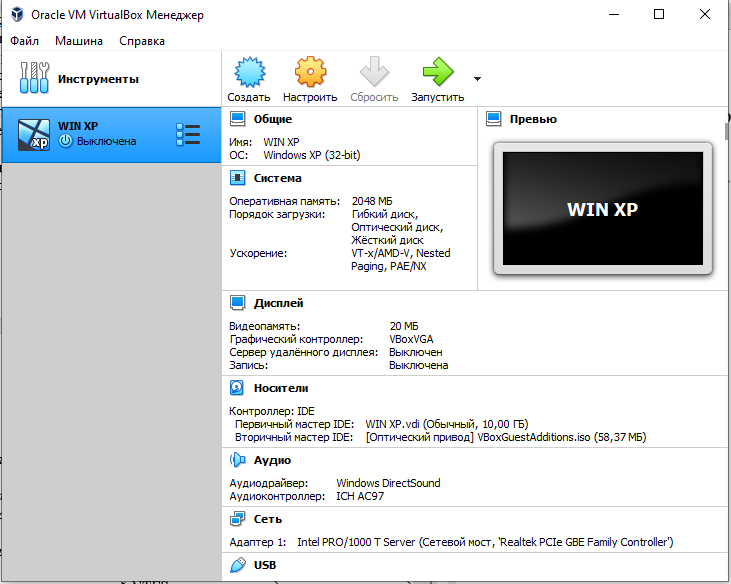 Oracle VM VirtualBox Менеджер
Файл Машина Справка
Инструменты
Создать Настроить Сбросить Запустить
WIN XP
Выключена
xp
Общие
Имя: WIN XP
ОС: Windows XP (32-bit)
Превью
WIN XP
Система
Оперативная память: 2048 МБ
Порядок загрузки: Гибкий диск,
Оптический диск,
Жёсткий диск
Ускорение: VT-x/AMD-V, Nested
Paging, PAE/NX
Дисплей
Видеопамять: 20 МБ
Графический контроллер: VBoxVGA
Сервер удалённого дисплея: Выключен
Запись: Выключена
Носители
Контроллер: IDE
Первичный мастер IDE: WIN XP.vdi (Обычный, 10,00 ГБ)
Вторичный мастер IDE: [Оптический привод] VBoxGuestAdditions.iso (58,37 МБ)
Аудио
Аудиодрайвер: Windows DirectSound
Аудиоконтроллер: ICH AC97
Сеть
Адаптер 1: Intel PRO/1000 T Server (Сетевой мост, 'Realtek PCIe GBE Family Controller')
USB